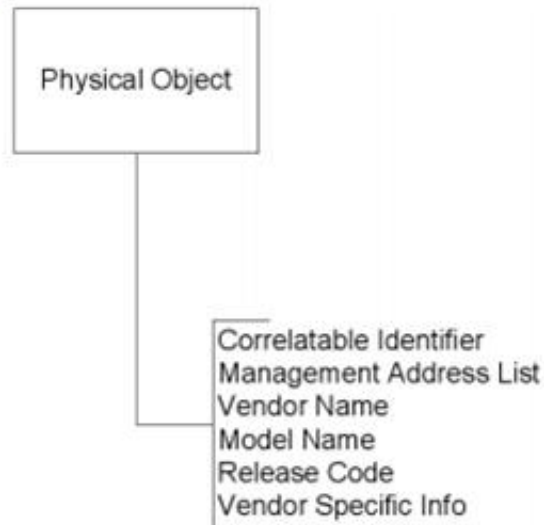 Physical Object
Correlatable Identifier
Management Address List
Vendor Name
Model Name
Release Code
Vendor Specific Info